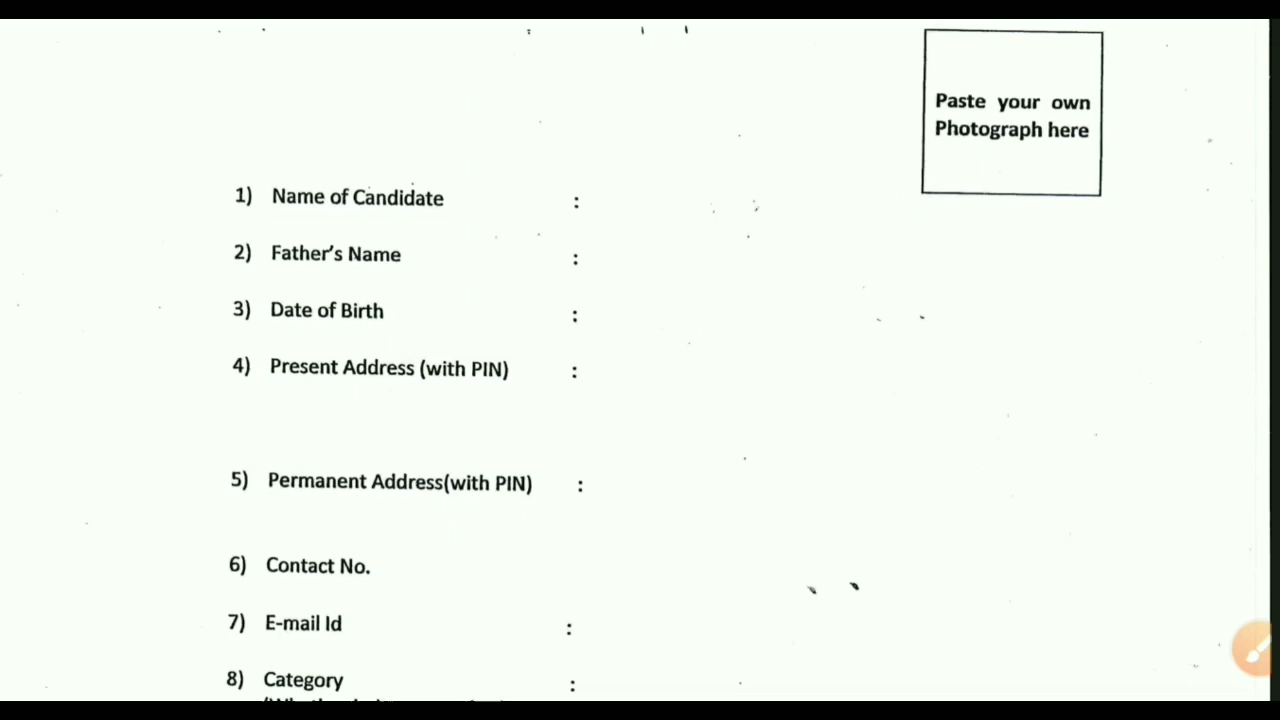 Paste your own
Photograph here
1) Name of Candidate :
2) Father's Name :
3) Date of Birth :
4) Present Address (with PIN) :
5) Permanent Address(with PIN) :
6) Contact No.
7) E-mail Id :
8) Category :